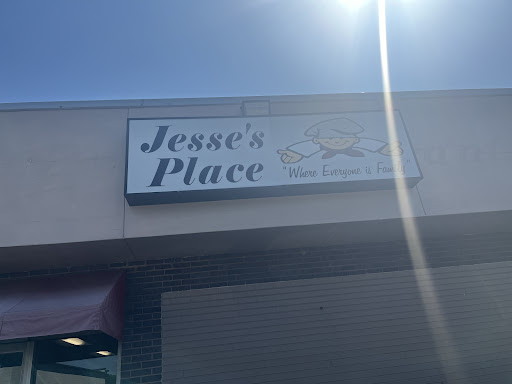 Jesse's
Place
"Where Everyone is Family"